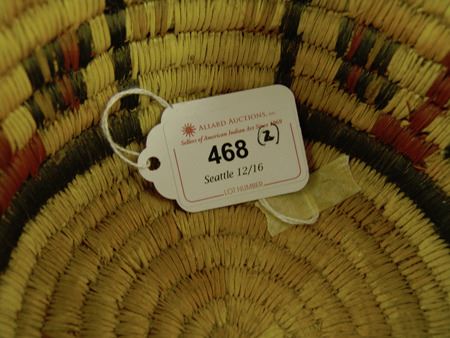 ALLARD AUCTIONS, INC.
Sellers of American Indian Art Since 1968
468 (2)
Seattle 12/16
LOT NUMBER